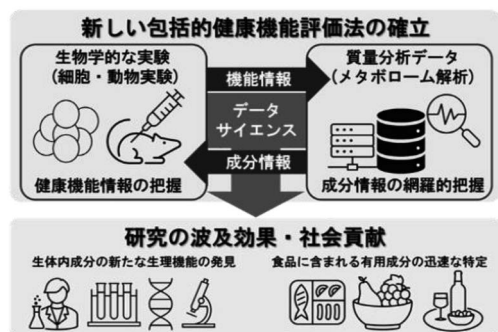 新しい包括的健康機能評価法の確立
生物学的な実験
（細胞・動物実験）
健康機能情報の把握
機能情報
データ
サイエンス
成分情報
質量分析データ
（メタボローム解析）
成分情報の網羅的把握
研究の波及効果・社会貢献
生体内成分の新たな生理機能の発見
食品に含まれる有用成分の迅速な特定